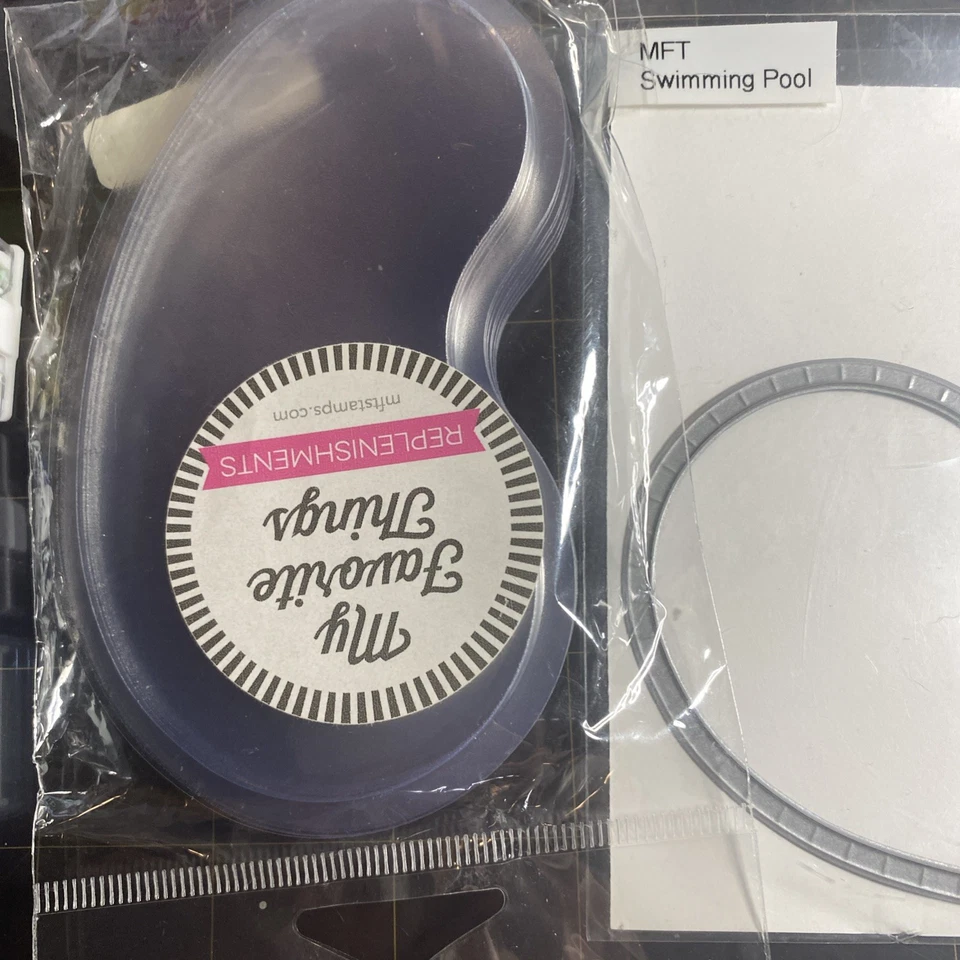 MFT
Swimming Pool
My
Favorite
Things
REPLENISHMENTS
mftstamps.com